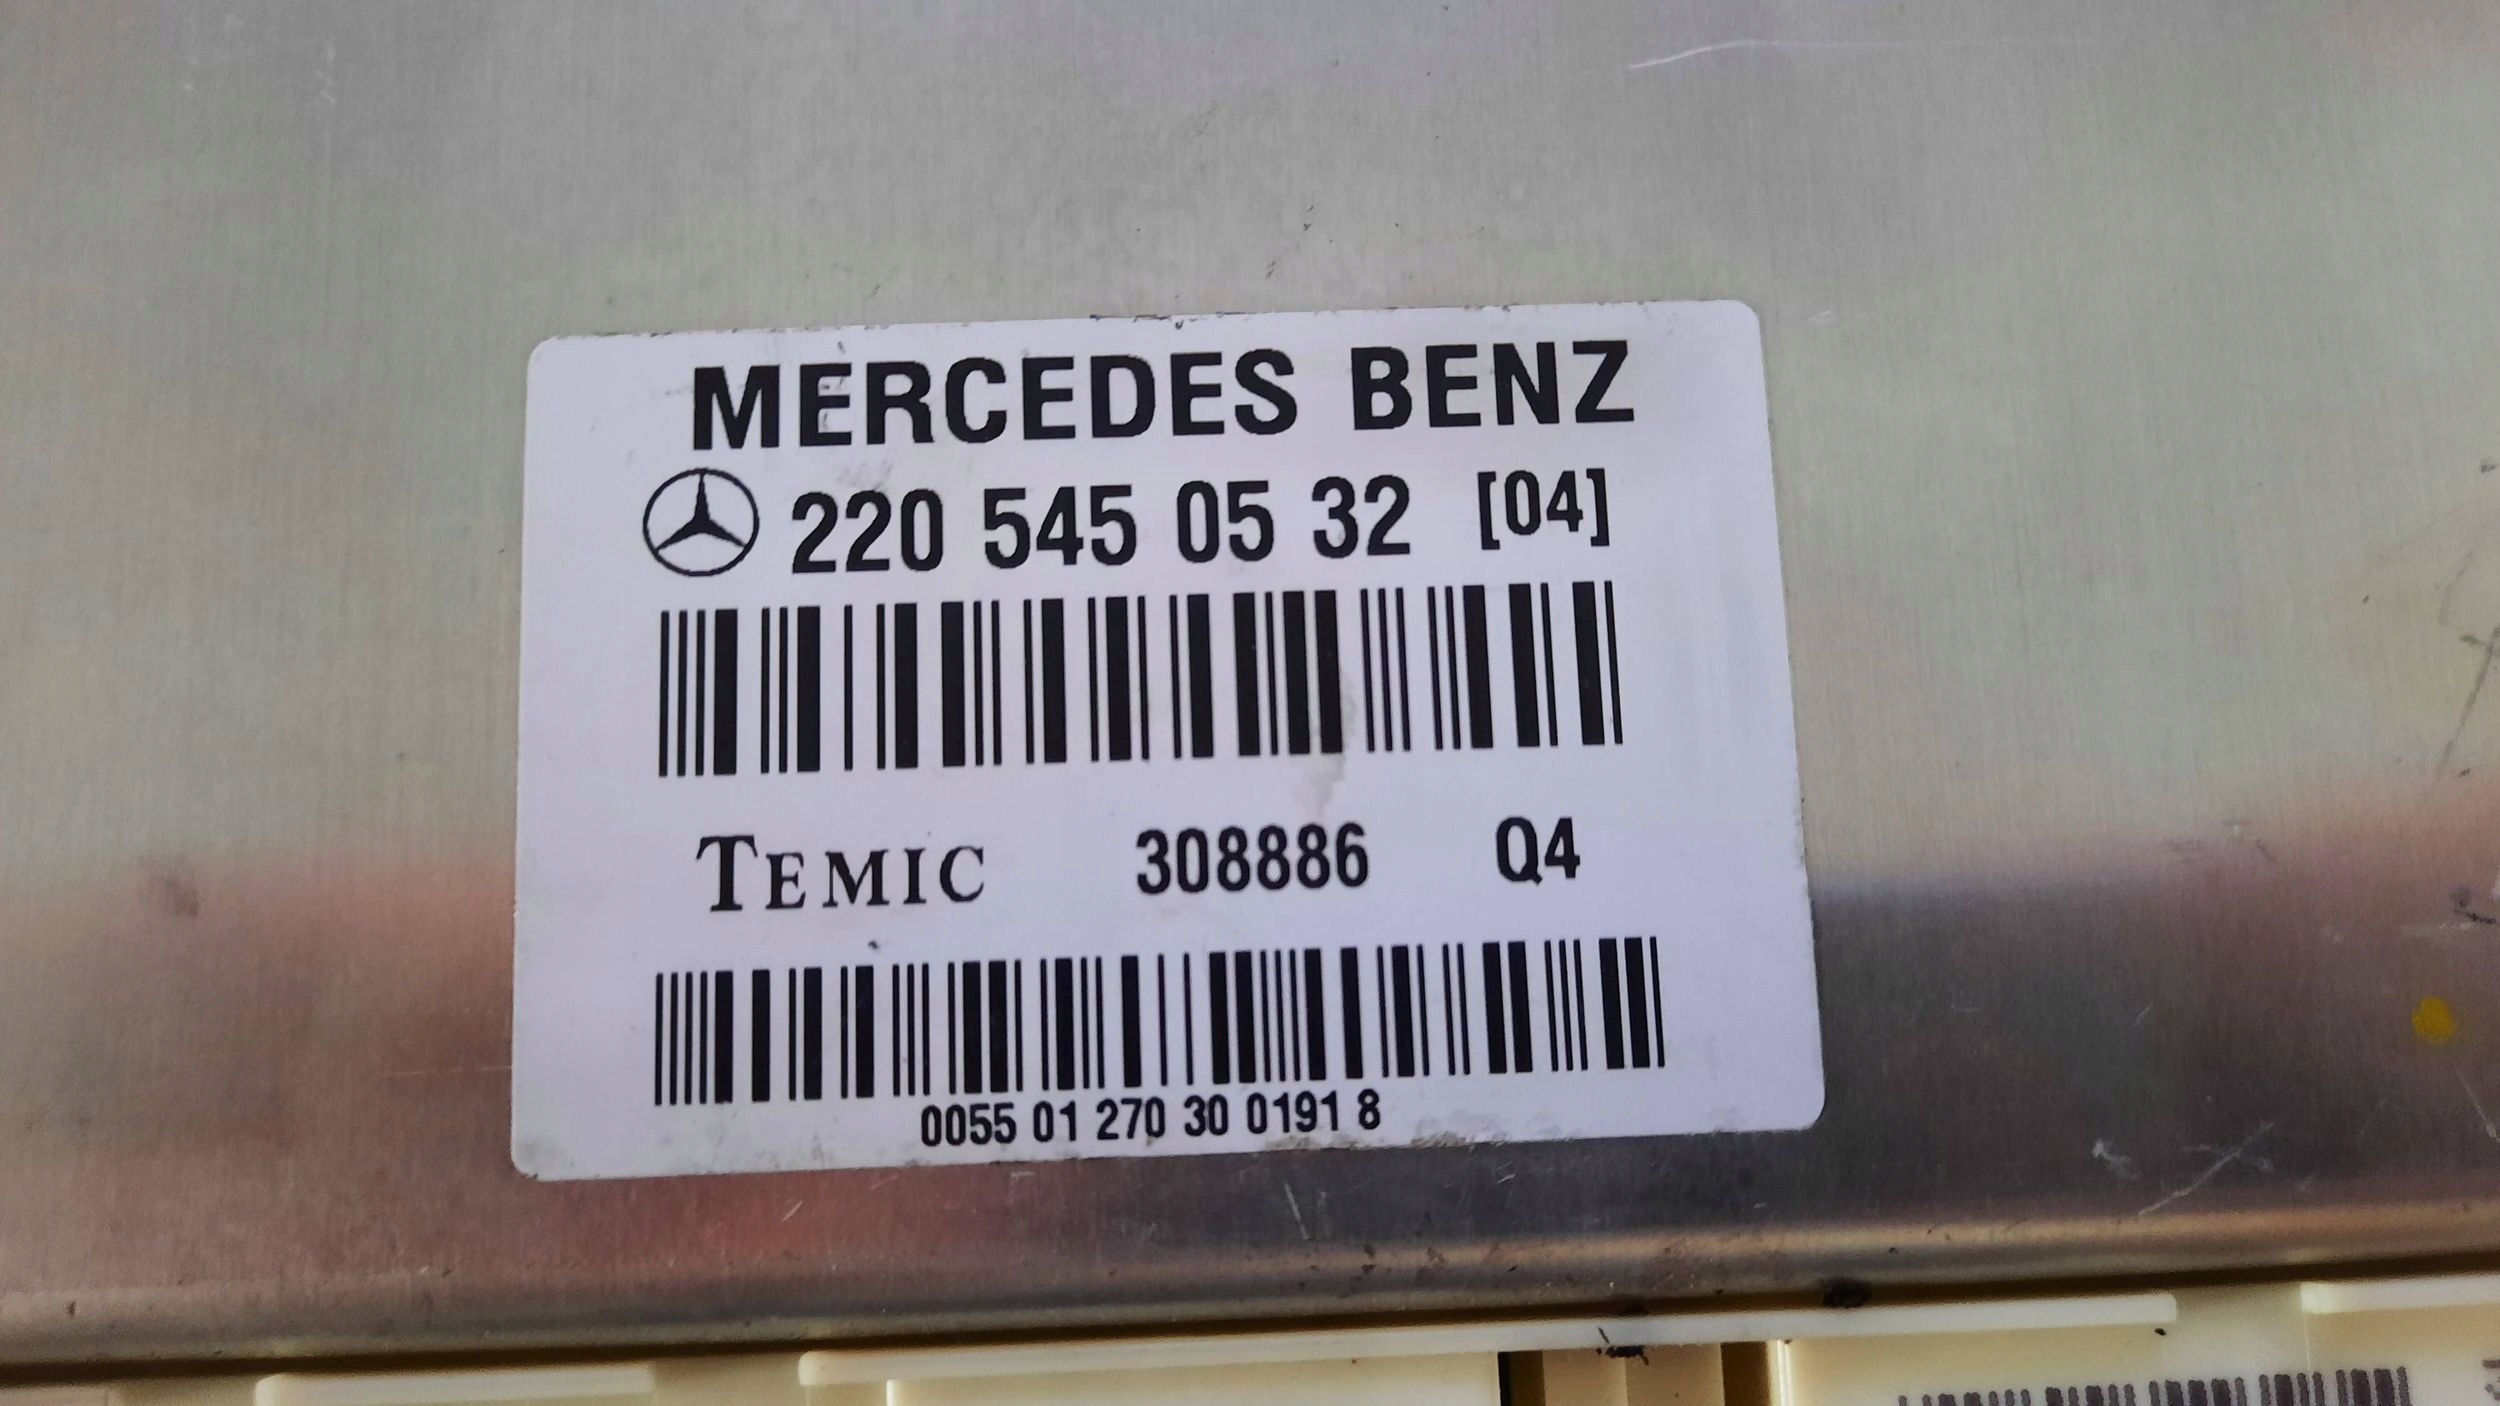 MERCEDES BENZ
220 545 05 32 [04]
TEMIC 308886 Q4
0055 01 270 30 0191 8